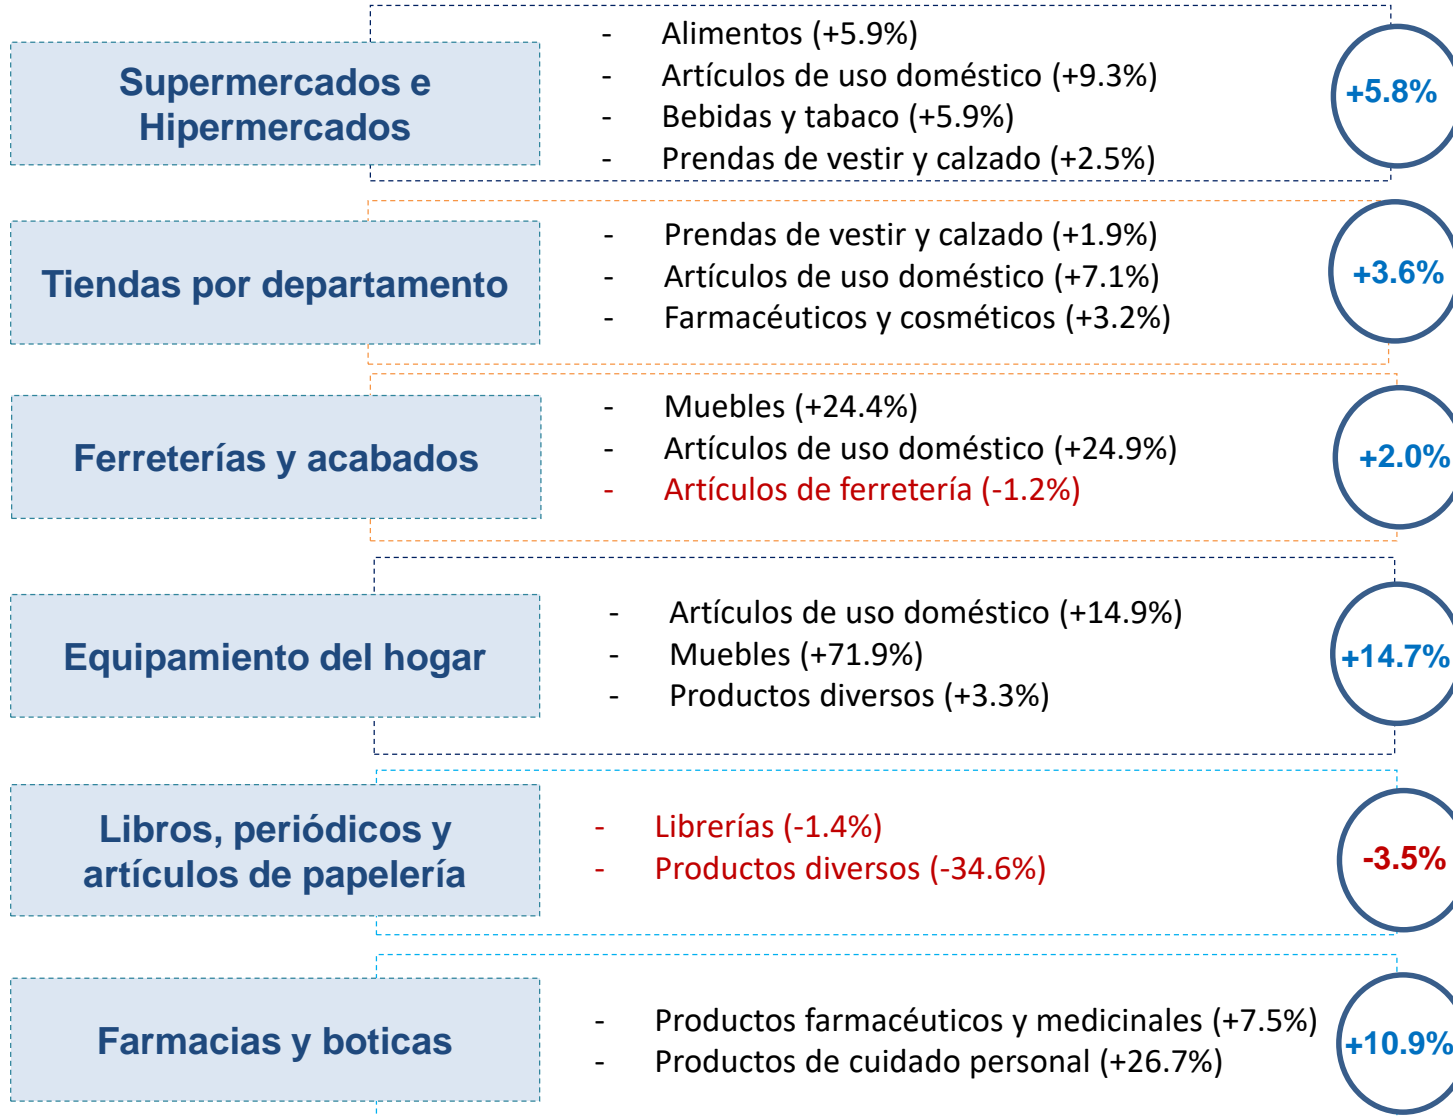 Supermercados e
Hipermercados
- Alimentos (+5.9%)
- Artículos de uso doméstico (+9.3%)
- Bebidas y tabaco (+5.9%)
- Prendas de vestir y calzado (+2.5%)
+5.8%
Tiendas por departamento
- Prendas de vestir y calzado (+1.9%)
- Artículos de uso doméstico (+7.1%)
- Farmacéuticos y cosméticos (+3.2%)
+3.6%
Ferreterías y acabados
- Muebles (+24.4%)
- Artículos de uso doméstico (+24.9%)
- Artículos de ferretería (-1.2%)
+2.0%
Equipamiento del hogar
- Artículos de uso doméstico (+14.9%)
- Muebles (+71.9%)
- Productos diversos (+3.3%)
+14.7%
Libros, periódicos y
artículos de papelería
- Librerías (-1.4%)
- Productos diversos (-34.6%)
-3.5%
Farmacias y boticas
- Productos farmacéuticos y medicinales (+7.5%)
- Productos de cuidado personal (+26.7%)
+10.9%